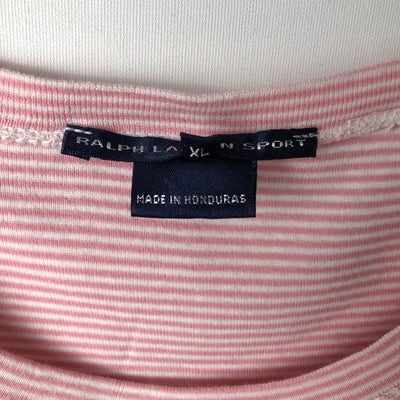 RALPH LA XL N SPORT
MADE IN HONDURAS